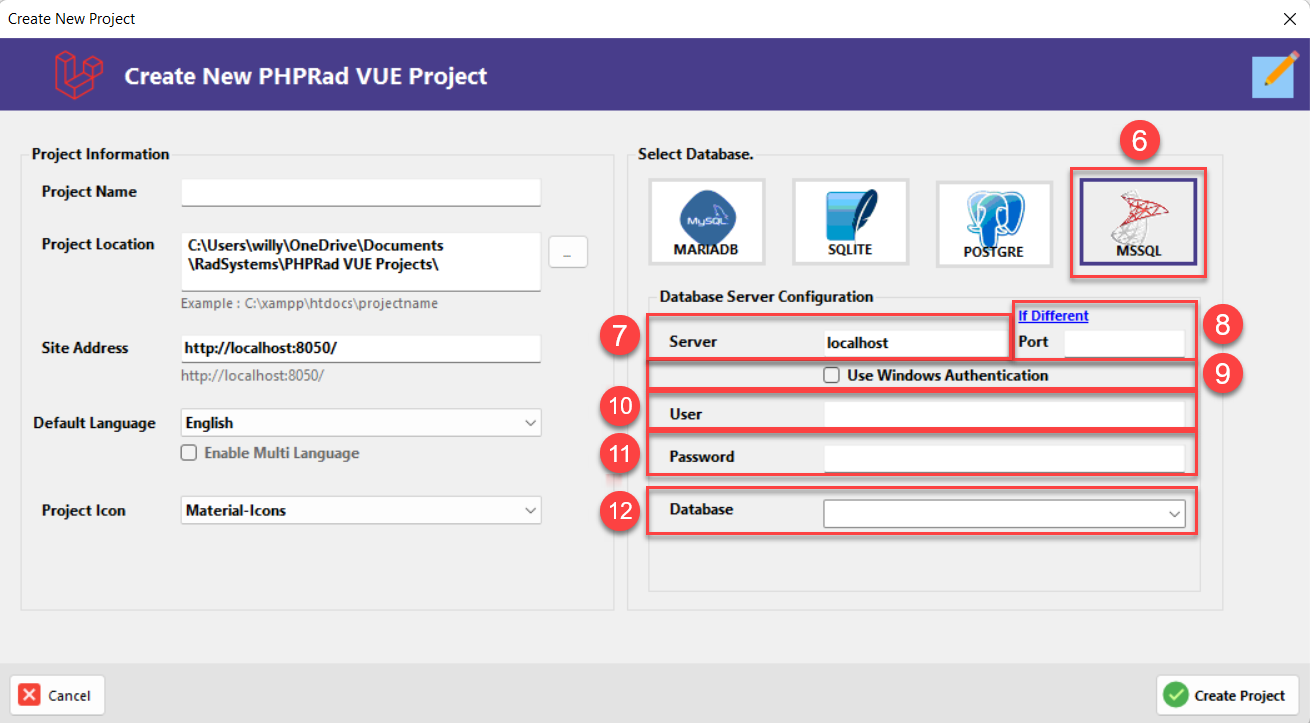 Create New Project
Create New PHPRad VUE Project
Project Information
Project Name
Project Location
C:\Users\willy\OneDrive\Documents
\RadSystems\PHPRad VUE Projects\
_
Example : C:\xampp\htdocs\projectname
Site Address
http://localhost:8050/
http://localhost:8050/
Default Language
English
Enable Multi Language
Project Icon
Material-Icons
Select Database.
6
MySQL
MARIADB
SQLITE
POSTGRE
MSSQL
Database Server Configuration
7
Server
localhost
If Different
Port
8
Use Windows Authentication
9
10
User
11
Password
12
Database
Cancel
Create Project